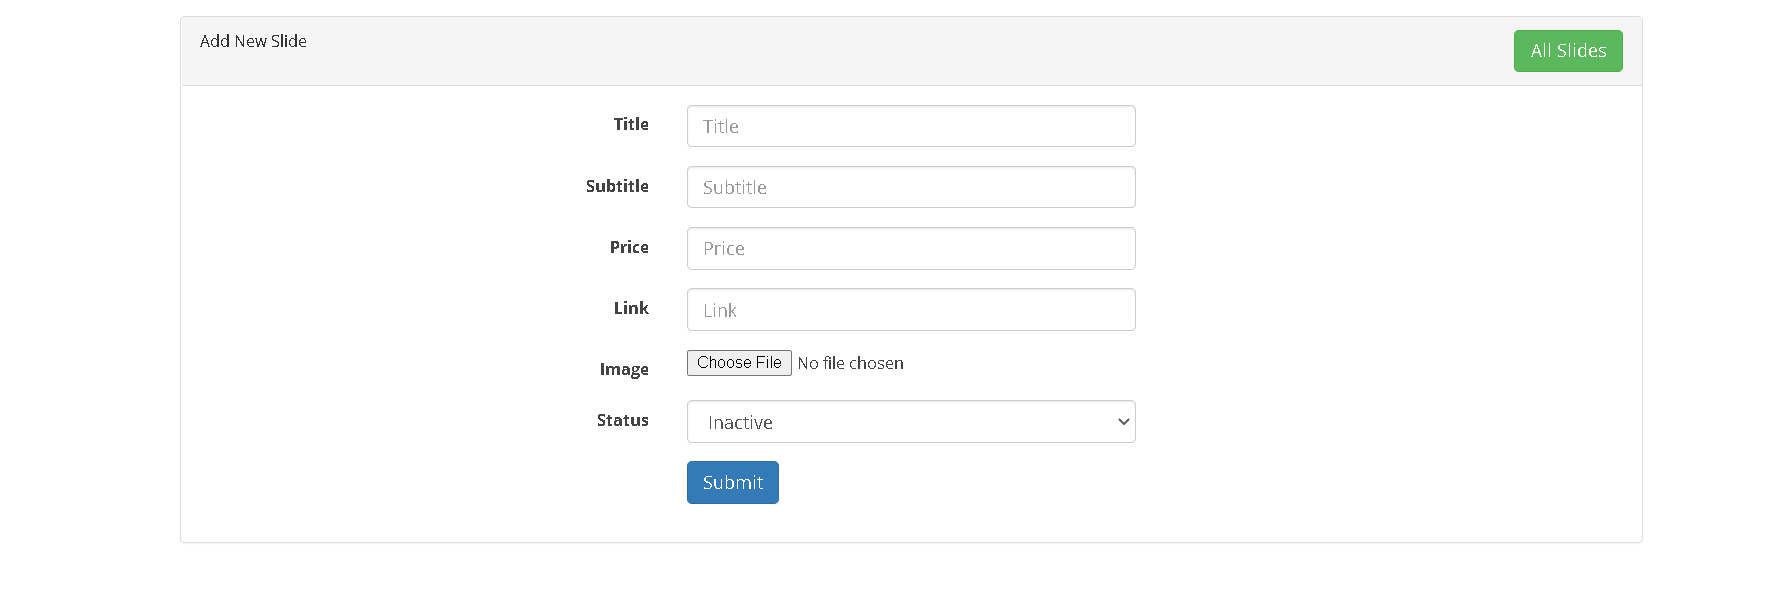 Add New Slide
All Slides
Title
Title
Subtitle
Subtitle
Price
Price
Link
Link
Image
Choose File No file chosen
Status
Inactive
Submit